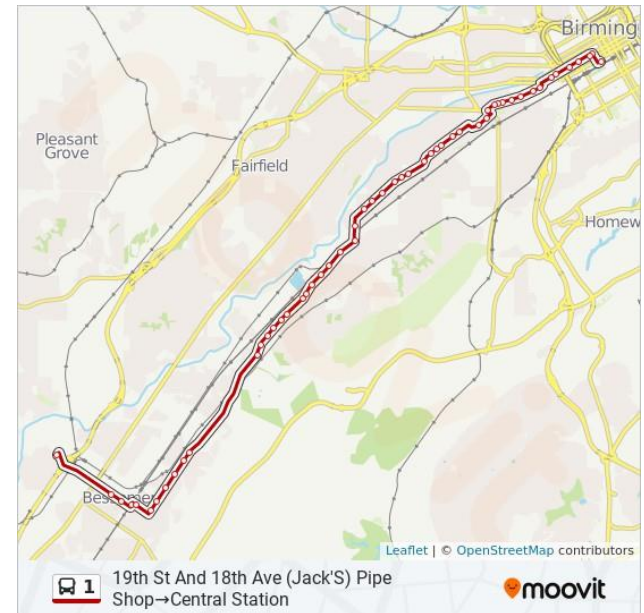 Birming
Pleasant
Grove
Fairfield
Homew
Bessemer
Leaflet | © OpenStreetMap contributors
1
19th St And 18th Ave (Jack'S) Pipe
Shop→Central Station
moovit